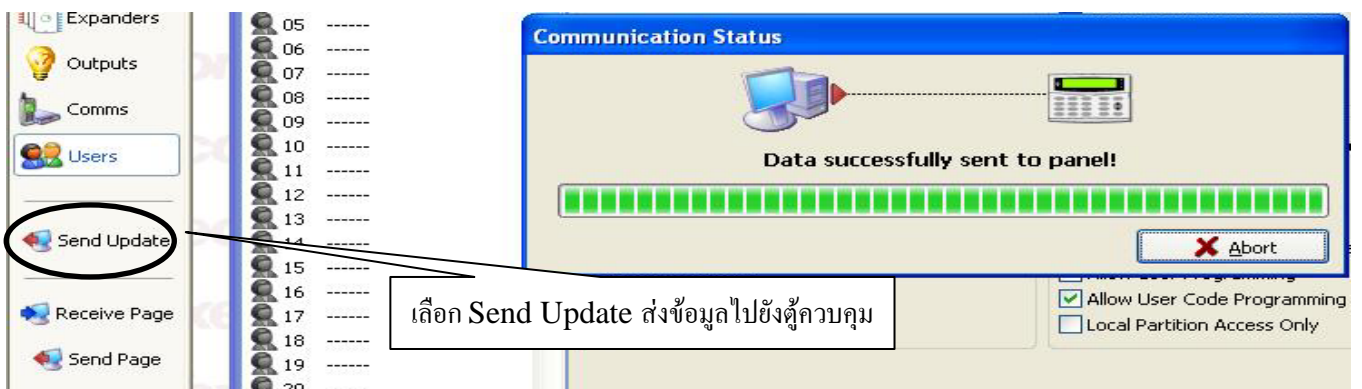 Expanders
Outputs
Comms
Users
Send Update
Receive Page
Send Page
05 ------
06 ------
07 ------
08 ------
09 ------
10 ------
11 ------
12 ------
13 ------
14 ------
15 ------
16 ------
17 ------
18 ------
19 ------
20
Communication Status
Data successfully sent to panel!
Abort
เลือก Send Update ส่งข้อมูลไปยังตู้ควบคุม
Allow User Code Programming
Local Partition Access Only